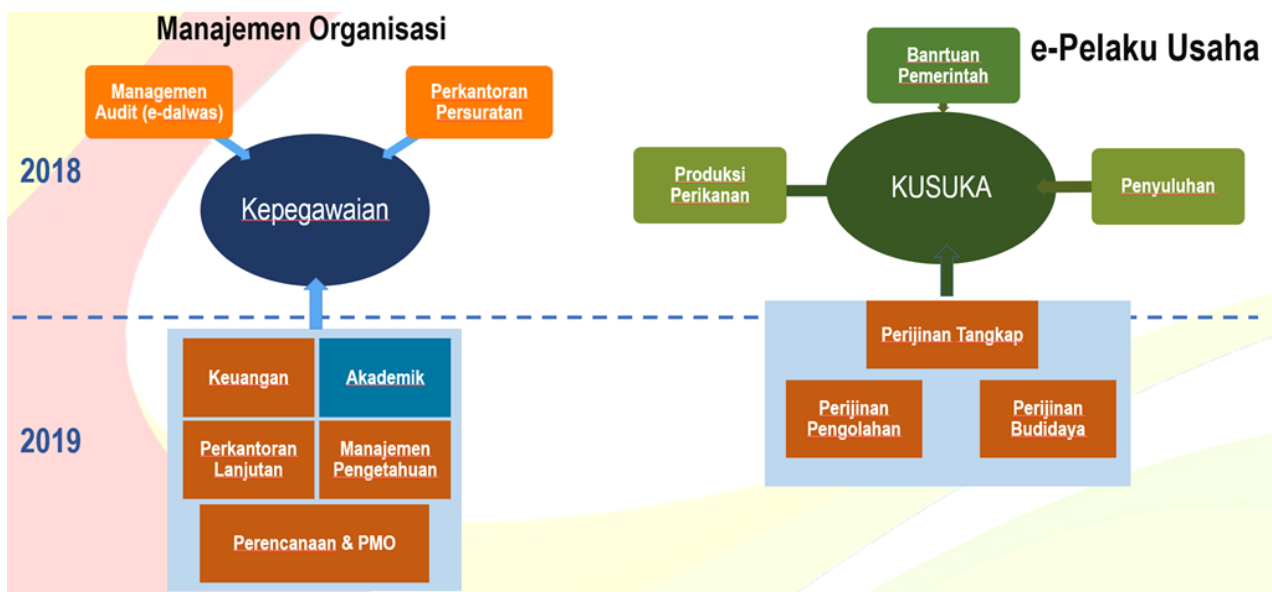 Manajemen Organisasi
e-Pelaku Usaha
Managemen
Audit (e-dalwas)
Perkantoran
Persuratan
Banrtuan
Pemerintah
2018
Kepegawaian
Produksi
Perikanan
KUSUKA
Penyuluhan
2019
Keuangan
Akademik
Perkantoran
Lanjutan
Manajemen
Pengetahuan
Perencanaan & PMO
Perijinan Tangkap
Perijinan
Pengolahan
Perijinan
Budidaya